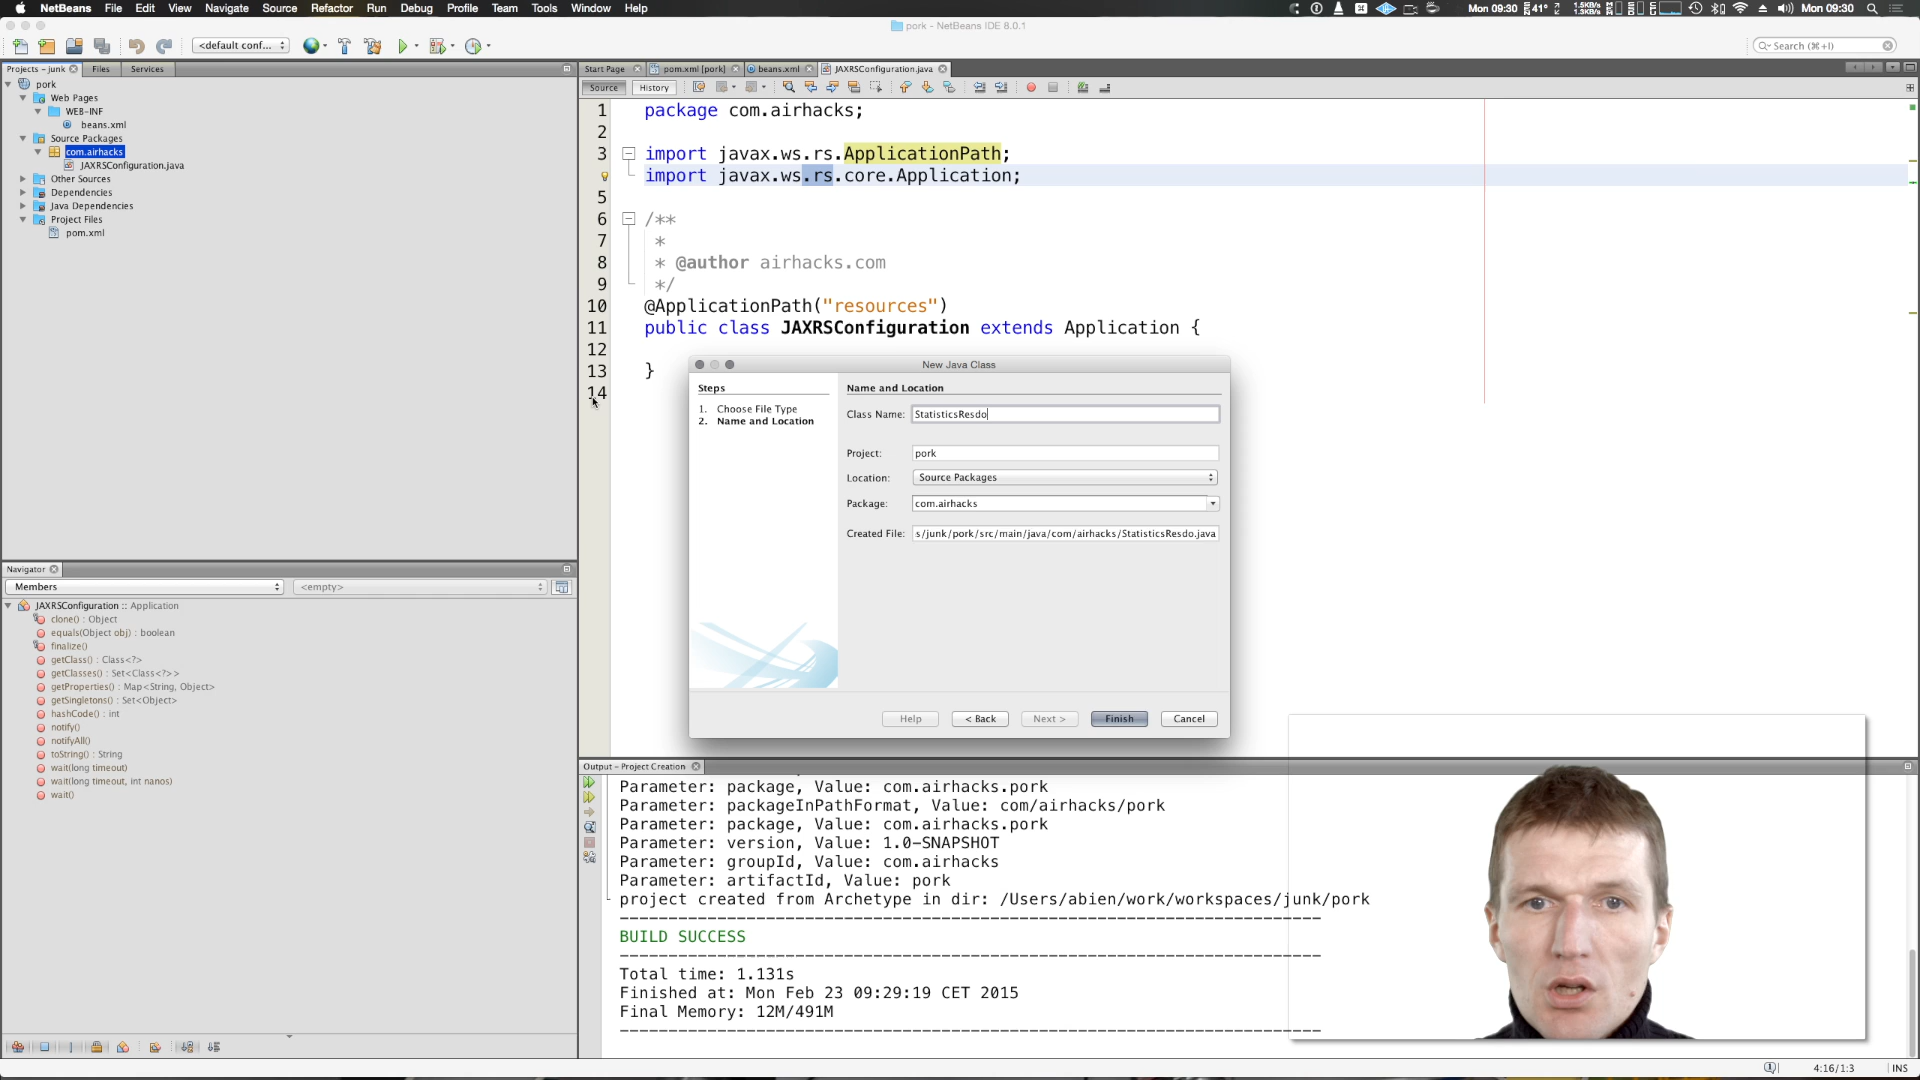 NetBeans File Edit View Navigate Source Refactor Run Debug Profile Team Tools Window Help
Mon 09:30 41° 1.5KB/s 1.3KB/s Mon 09:30
pork - NetBeans IDE 8.0.1
<default conf...
Search (⌘+I)
Projects – junk Files Services
Start Page pom.xml [pork] beans.xml JAXRSConfiguration.java
Source History
pork
Web Pages
WEB-INF
beans.xml
Source Packages
com.airhacks
JAXRSConfiguration.java
Other Sources
Dependencies
Java Dependencies
Project Files
pom.xml
1 package com.airhacks;
2
3 import javax.ws.rs.ApplicationPath;
import javax.ws.rs.core.Application;
5
6 /**
7 *
8 * @author airhacks.com
9 */
10 @ApplicationPath("resources")
11 public class JAXRSConfiguration extends Application {
12
13 }
14
New Java Class
Steps
1. Choose File Type
2. Name and Location
Name and Location
Class Name: StatisticsResdo
Project: pork
Location: Source Packages
Package: com.airhacks
Created File: s/junk/pork/src/main/java/com/airhacks/StatisticsResdo.java
Help < Back Next > Finish Cancel
Navigator
Members <empty>
JAXRSConfiguration :: Application
clone() : Object
equals(Object obj) : boolean
finalize()
getClass() : Class<?>
getClasses() : Set<Class<?>>
getProperties() : Map<String, Object>
getSingletons() : Set<Object>
hashCode() : int
notify()
notifyAll()
toString() : String
wait(long timeout)
wait(long timeout, int nanos)
wait()
Output – Project Creation
Parameter: package, Value: com.airhacks.pork
Parameter: packageInPathFormat, Value: com/airhacks/pork
Parameter: package, Value: com.airhacks.pork
Parameter: version, Value: 1.0-SNAPSHOT
Parameter: groupId, Value: com.airhacks
Parameter: artifactId, Value: pork
project created from Archetype in dir: /Users/abien/work/workspaces/junk/pork
------------------------------------------------------------------------
BUILD SUCCESS
------------------------------------------------------------------------
Total time: 1.131s
Finished at: Mon Feb 23 09:29:19 CET 2015
Final Memory: 12M/491M
------------------------------------------------------------------------
4:16/1:3 INS